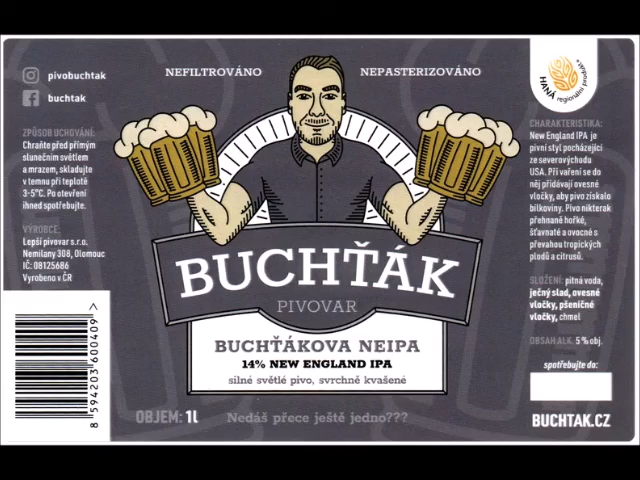 pivobuchtak
buchtak
ZPŮSOB UCHOVÁNÍ:
Chraňte před přímým
slunečním světlem
a mrazem, skladujte
v temnu při teplotě
3-5°C. Po otevření
ihned spotřebujte.
VÝROBCE:
Lepší pivovar s.r.o.
Nemilany 308, Olomouc
IČ: 08125686
Vyrobeno v ČR
8 594203 600409 >
NEFILTROVÁNO
NEPASTERIZOVÁNO
BUCHŤÁK
PIVOVAR
BUCHŤÁKOVA NEIPA
14% NEW ENGLAND IPA
silné světlé pivo, svrchně kvašené
OBJEM: 1l
Nedáš přece ještě jedno???
HANÁ regionální produkt®
CHARAKTERISTIKA:
New England IPA je
pivní styl pocházející
ze severovýchodu
USA. Při vaření se do
něj přidávají ovesné
vločky, aby pivo získalo
bílkoviny. Pivo nikterak
přehnaně hořké,
šťavnaté a ovocné s
převahou tropických
plodů a citrusů.
SLOŽENÍ: pitná voda,
ječný slad, ovesné
vločky, pšeničné
vločky, chmel
OBSAH ALK. 5 % obj.
spotřebujte do:
BUCHTAK.CZ